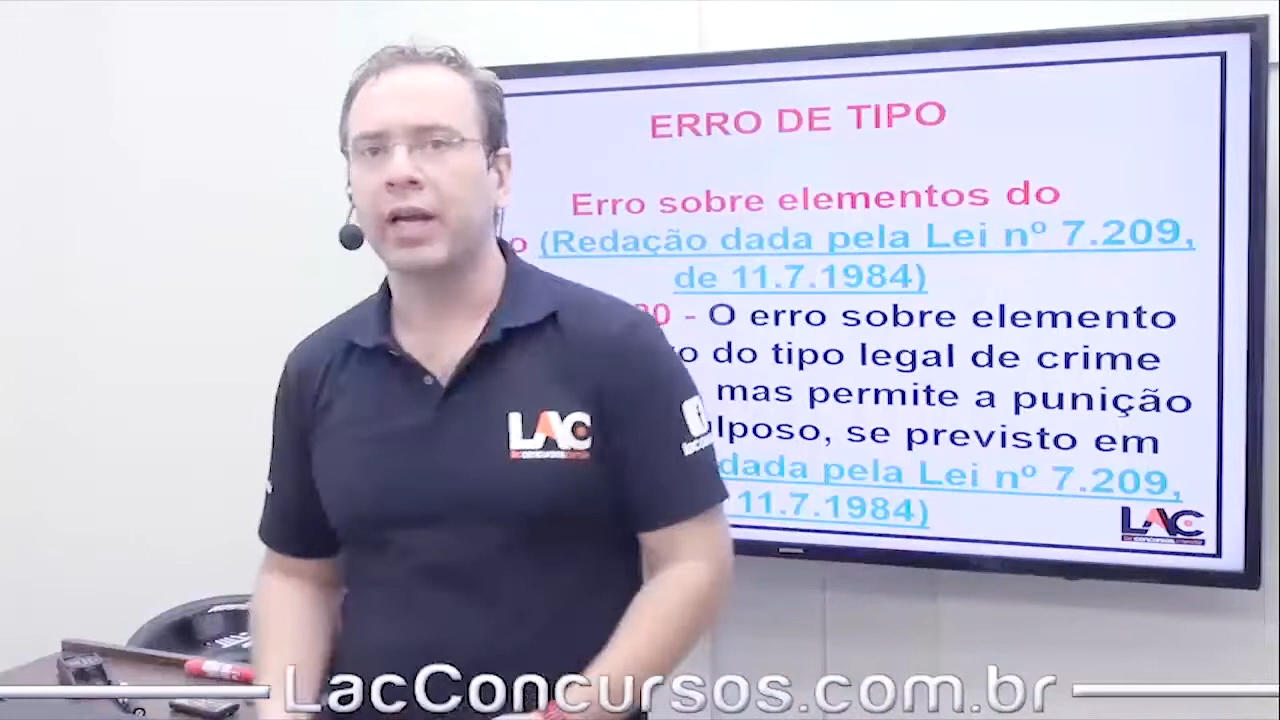 ERRO DE TIPO
Erro sobre elementos do
(Redação dada pela Lei nº 7.209,
de 11.7.1984)
- O erro sobre elemento
do tipo legal de crime
mas permite a punição
se previsto em
dada pela Lei nº 7.209,
11.7.1984)
LAC
LAC
LacConcursos.com.br